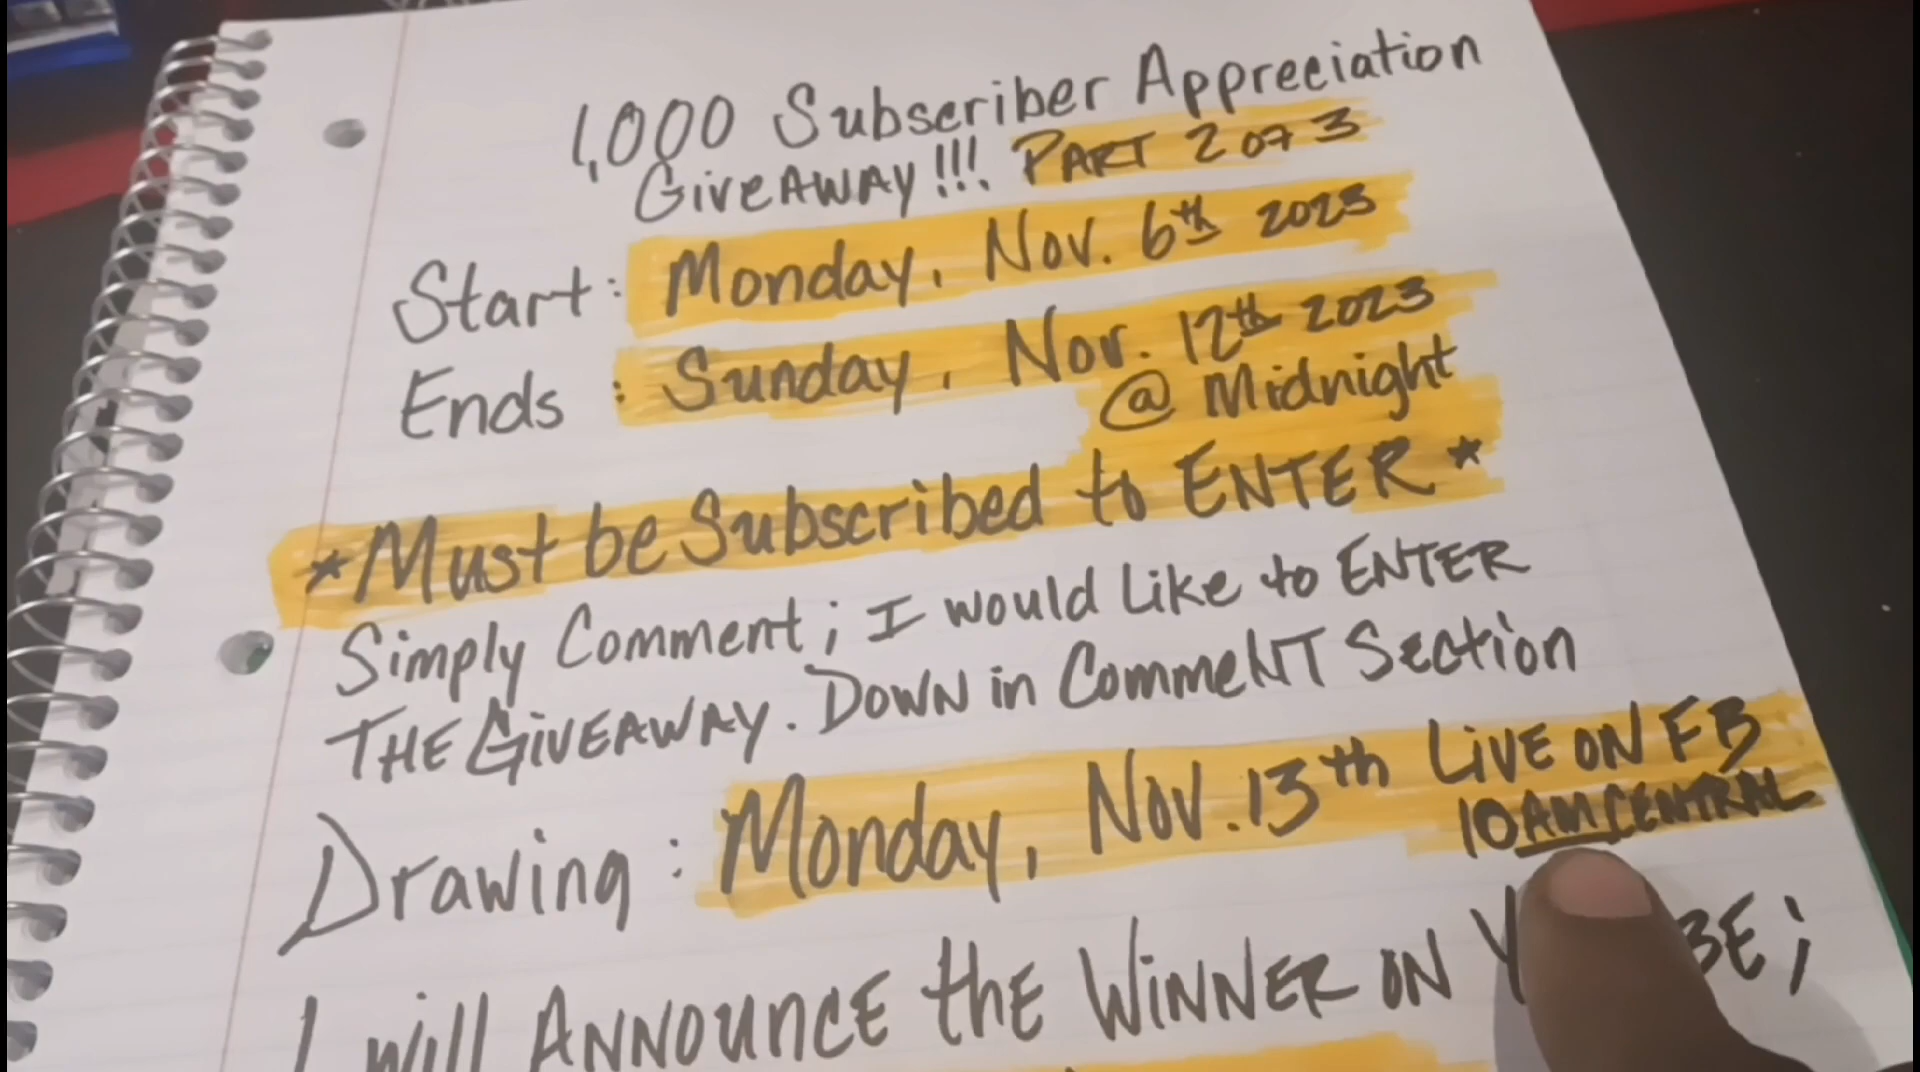 1,000 Subscriber Appreciation
GiveAWAY!!! PART 2 OF 3
Start: Monday, Nov. 6th 2023
Ends: Sunday, Nov. 12th 2023
@ Midnight
*Must be Subscribed to ENTER*
Simply Comment; I would Like to ENTER
THE GiVEAWAY. DOWN in CommeNT Section
Drawing: Monday, Nov. 13th LiVE ON FB
10AM CENTRAL
I will ANNOUNCE the WiNNER ON